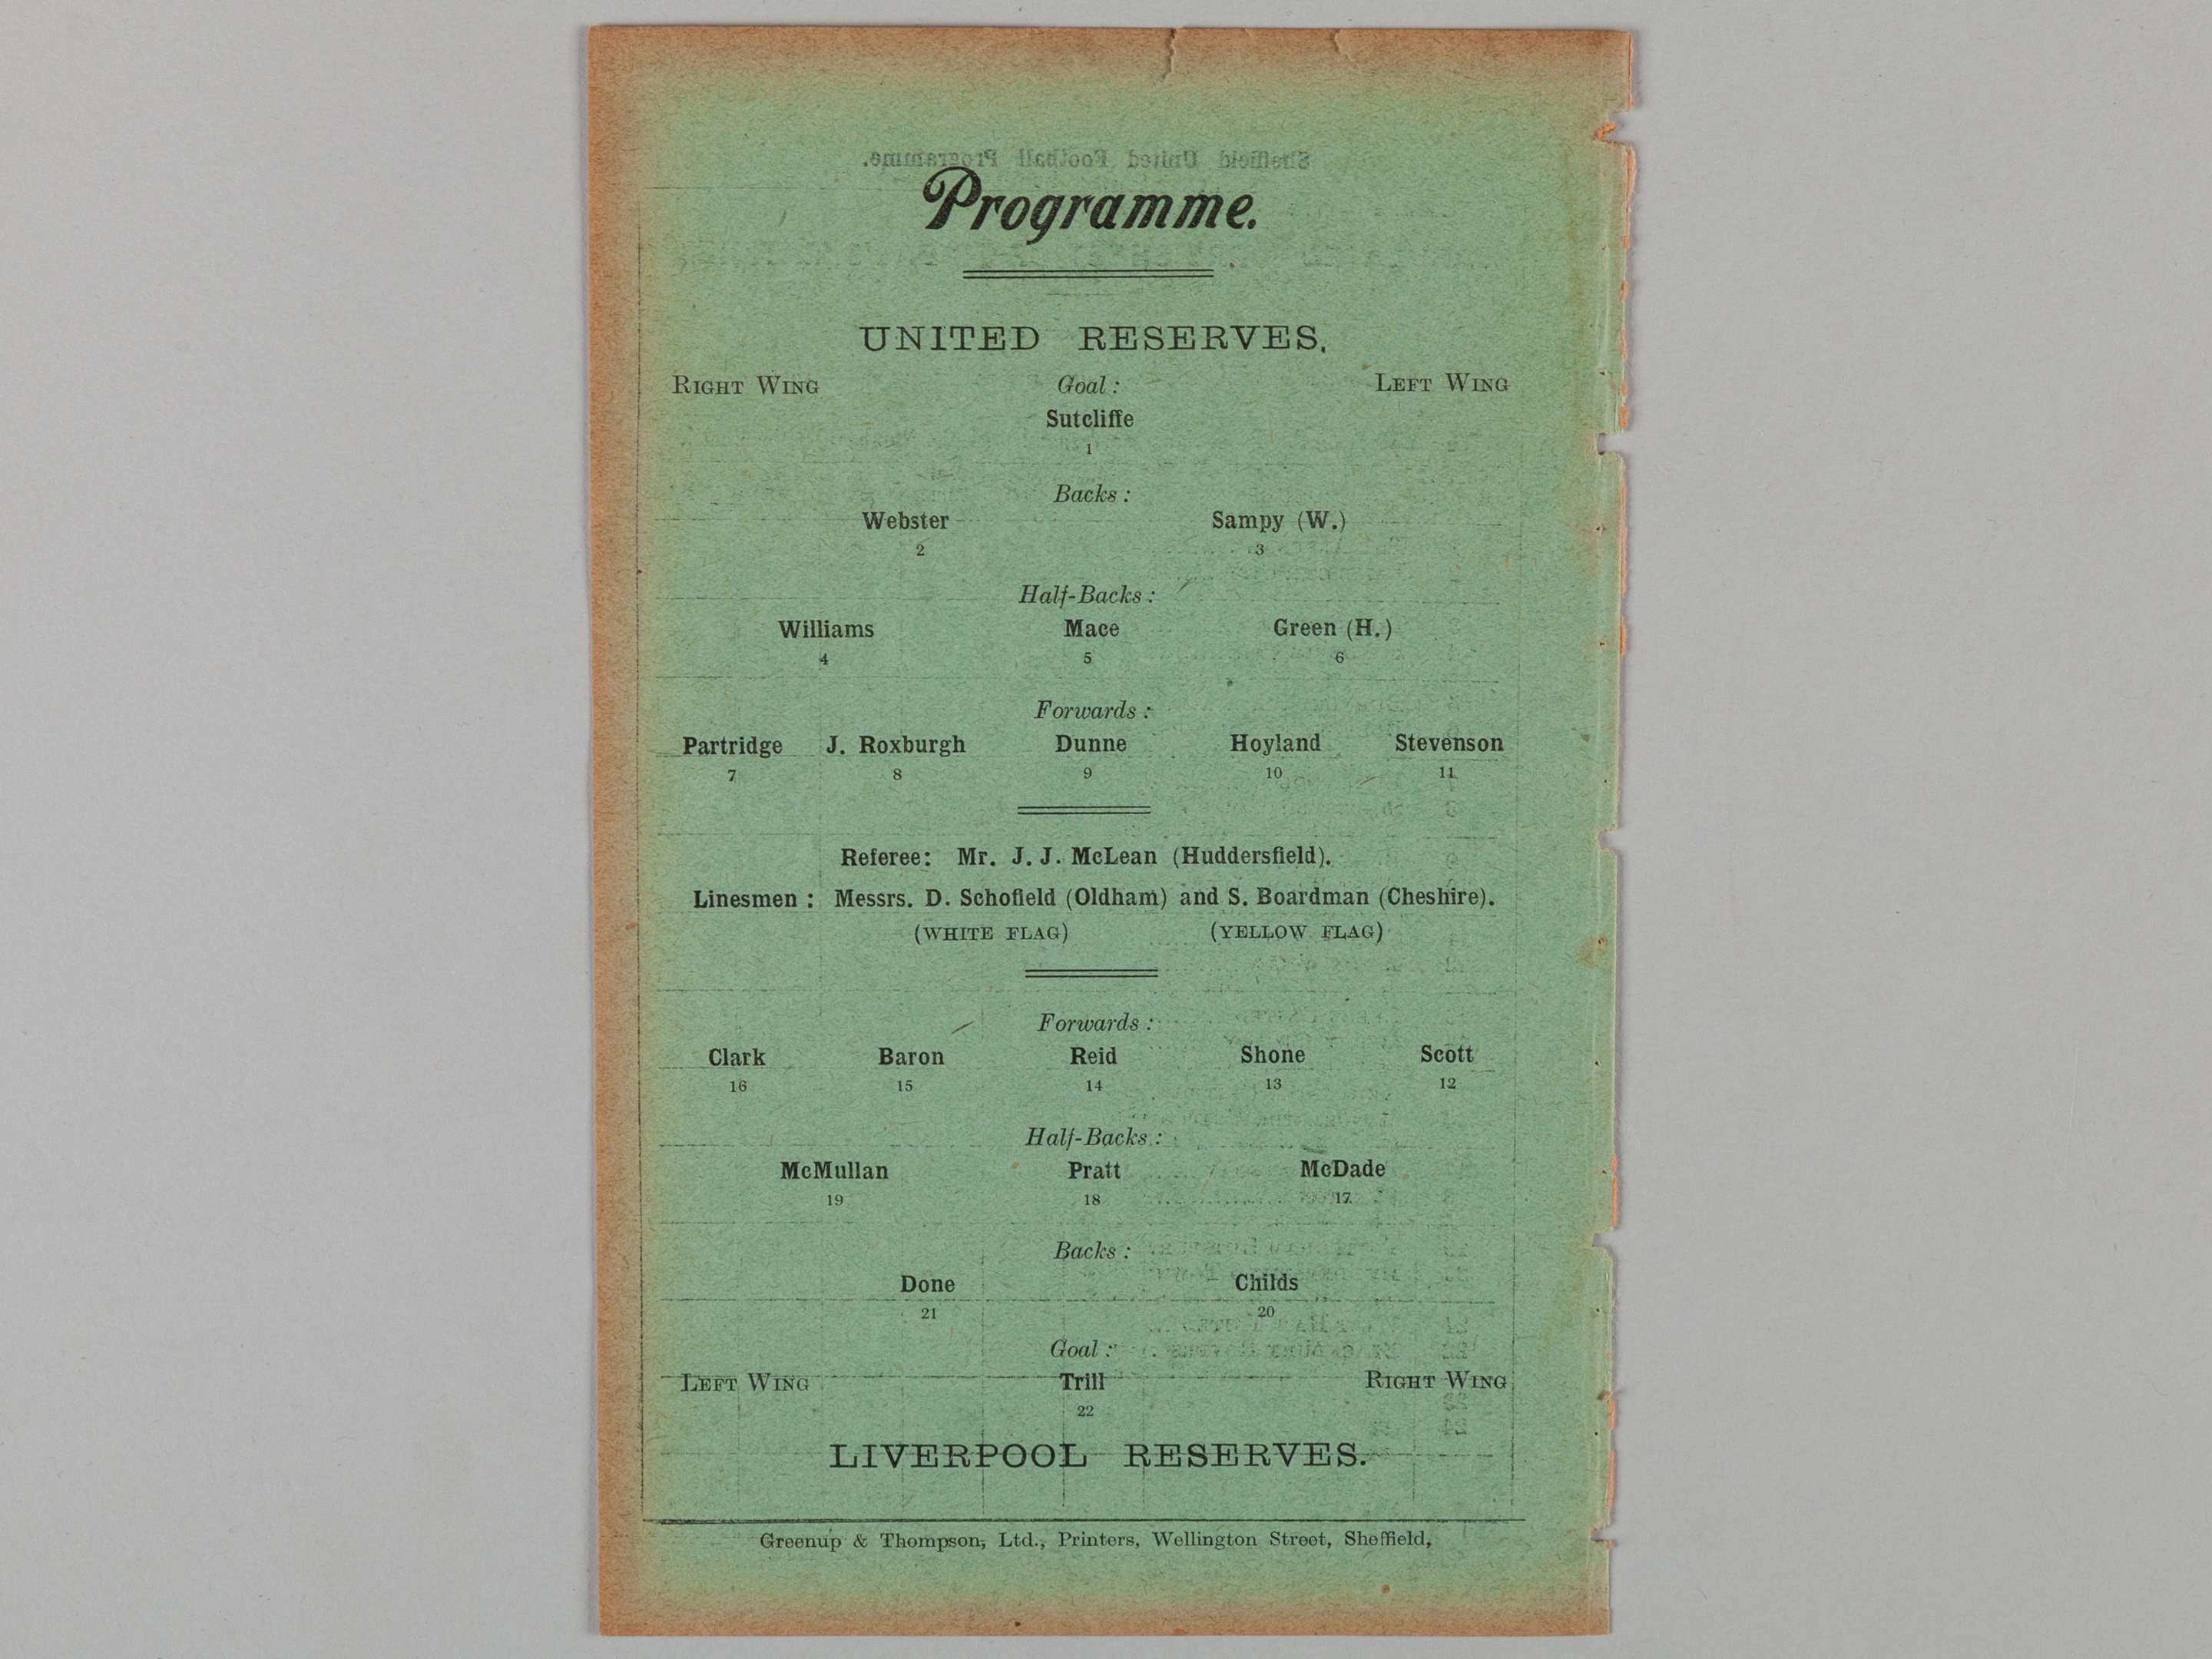 Sheffield United Football Programme.
Programme.
UNITED RESERVES.
RIGHT WING Goal : LEFT WING
Sutcliffe
1
Backs :
Webster Sampy (W.)
2 3
Half-Backs :
Williams Mace Green (H.)
4 5 6
Forwards :
Partridge J. Roxburgh Dunne Hoyland Stevenson
7 8 9 10 11
Referee: Mr. J. J. McLean (Huddersfield).
Linesmen : Messrs. D. Schofield (Oldham) and S. Boardman (Cheshire).
(WHITE FLAG) (YELLOW FLAG)
Forwards :
Clark Baron Reid Shone Scott
16 15 14 13 12
Half-Backs :
McMullan Pratt McDade
19 18 17
Backs :
Done Childs
21 20
Goal :
LEFT WING Trill RIGHT WING
22
LIVERPOOL RESERVES.
Greenup & Thompson, Ltd., Printers, Wellington Street, Sheffield,